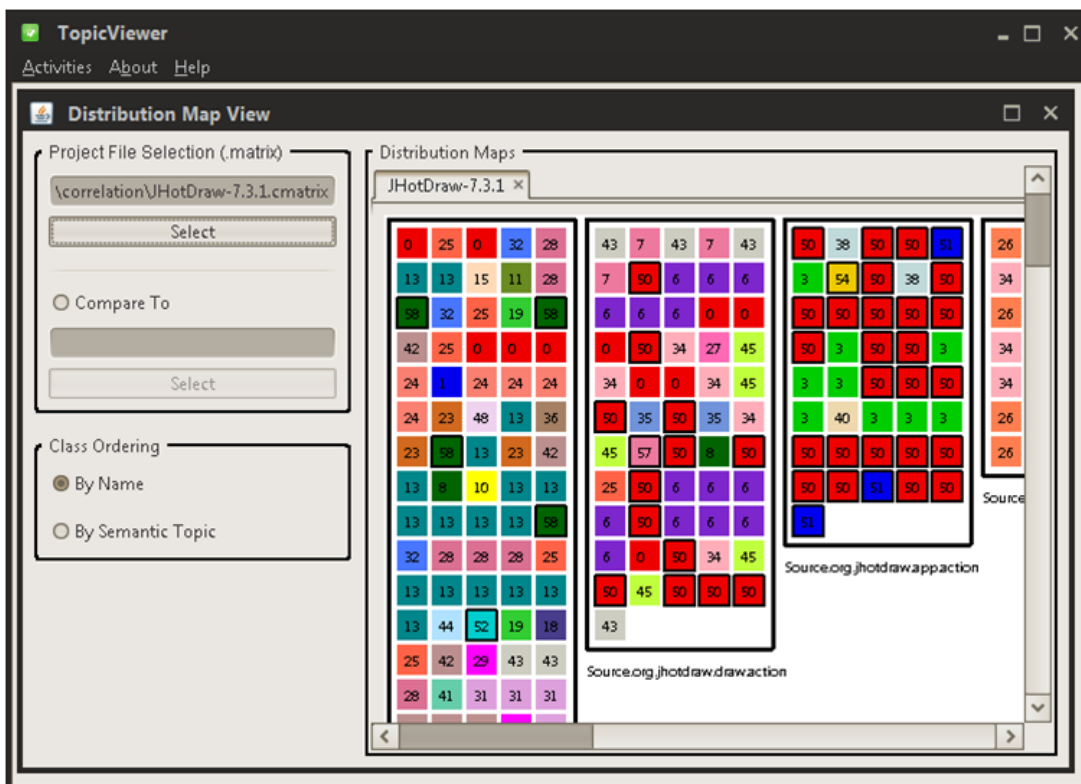 TopicViewer
Activities About Help
Distribution Map View
Project File Selection (.matrix)
\correlation\JHotDraw-7.3.1.cmatrix
Select
Compare To
Select
Class Ordering
By Name
By Semantic Topic
Distribution Maps
JHotDraw-7.3.1 ×
0 25 0 32 28
13 13 15 11 28
58 32 25 19 58
42 25 0 0 0
24 1 24 24 24
24 23 48 13 36
23 58 13 23 42
13 8 10 13 13
13 13 13 13 58
32 28 28 28 25
13 13 13 13 13
13 44 52 19 18
25 42 29 43 43
28 41 31 31 31
43 7 43 7 43
7 50 6 6 6
6 6 6 0 0
0 50 34 27 45
34 0 0 34 45
50 35 50 35 34
45 57 50 8 50
25 50 6 6 6
6 50 6 6 6
6 0 50 34 45
50 45 50 50 50
43
Source.org.jhotdraw.draw.action
50 38 50 50 51
3 54 50 38 50
50 50 50 50 50
50 3 50 50 3
3 3 50 50 50
3 40 3 3 3
50 50 50 50 50
50 50 51 50 50
51
Source.org.jhotdraw.app.action
26
34
26
34
34
26
26
Source